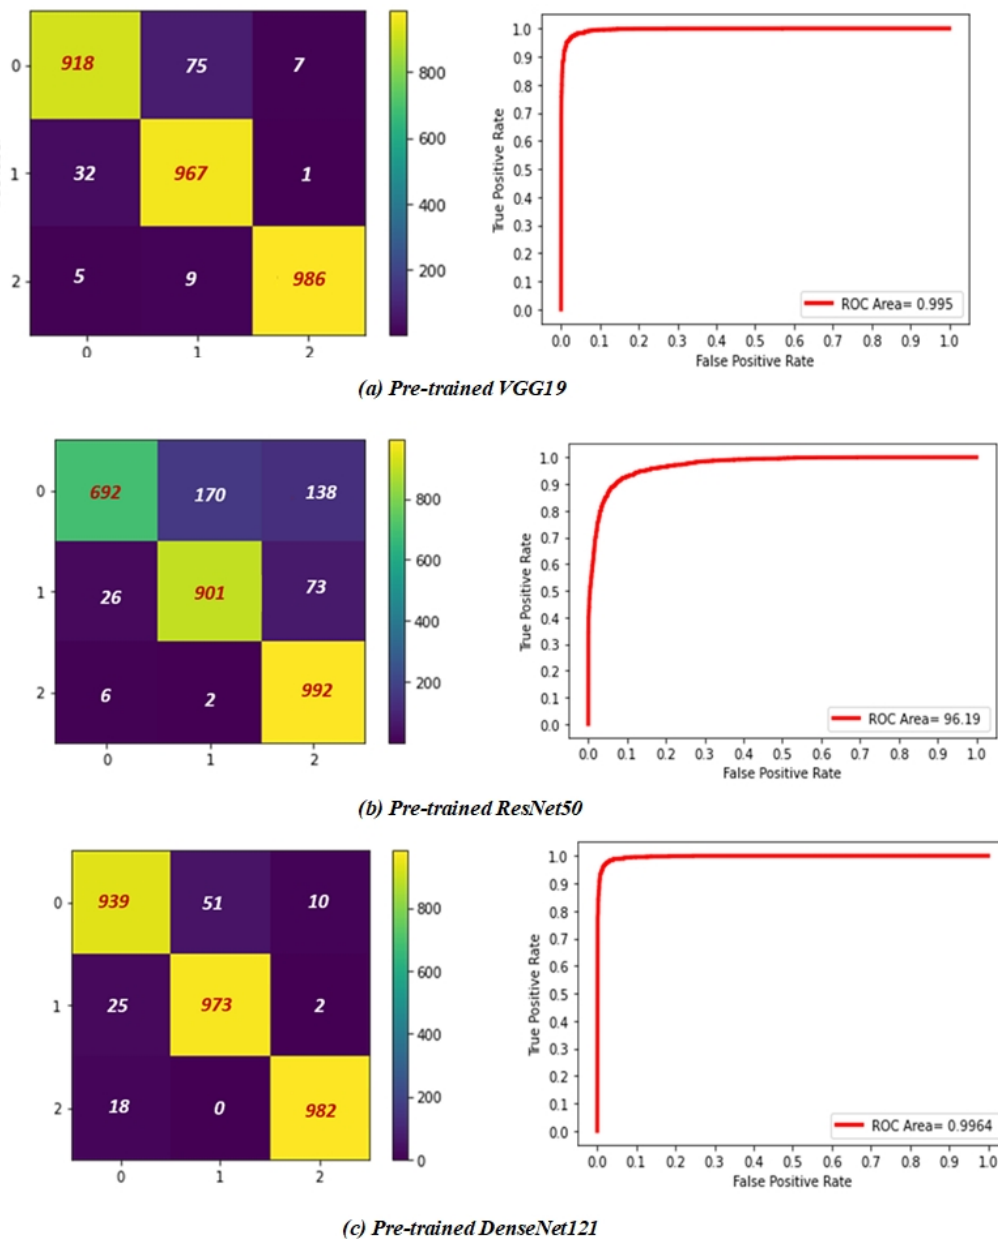 0 918 75 7
1 32 967 1
2 5 9 986
0 1 2
800
600
400
200
1.0
0.9
0.8
0.7
0.6
0.5
0.4
0.3
0.2
0.1
0.0
True Positive Rate
ROC Area= 0.995
0.0 0.1 0.2 0.3 0.4 0.5 0.6 0.7 0.8 0.9 1.0
False Positive Rate
(a) Pre-trained VGG19
0 692 170 138
1 26 901 73
2 6 2 992
0 1 2
800
600
400
200
1.0
0.9
0.8
0.7
0.6
0.5
0.4
0.3
0.2
0.1
0.0
True Positive Rate
ROC Area= 96.19
0.0 0.1 0.2 0.3 0.4 0.5 0.6 0.7 0.8 0.9 1.0
False Positive Rate
(b) Pre-trained ResNet50
0 939 51 10
1 25 973 2
2 18 0 982
0 1 2
800
600
400
200
0
1.0
0.9
0.8
0.7
0.6
0.5
0.4
0.3
0.2
0.1
0.0
True Positive Rate
ROC Area= 0.9964
0.0 0.1 0.2 0.3 0.4 0.5 0.6 0.7 0.8 0.9 1.0
False Positive Rate
(c) Pre-trained DenseNet121